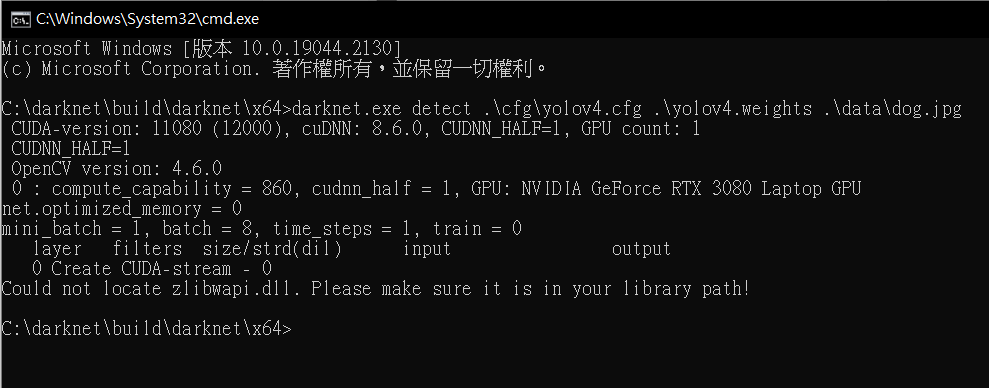 C:\Windows\System32\cmd.exe
Microsoft Windows [版本 10.0.19044.2130]
(c) Microsoft Corporation. 著作權所有，並保留一切權利。
C:\darknet\build\darknet\x64>darknet.exe detect .\cfg\yolov4.cfg .\yolov4.weights .\data\dog.jpg
CUDA-version: 11080 (12000), cuDNN: 8.6.0, CUDNN_HALF=1, GPU count: 1
CUDNN_HALF=1
OpenCV version: 4.6.0
0 : compute_capability = 860, cudnn_half = 1, GPU: NVIDIA GeForce RTX 3080 Laptop GPU
net.optimized_memory = 0
mini_batch = 1, batch = 8, time_steps = 1, train = 0
layer filters size/strd(dil) input output
0 Create CUDA-stream - 0
Could not locate zlibwapi.dll. Please make sure it is in your library path!
C:\darknet\build\darknet\x64>